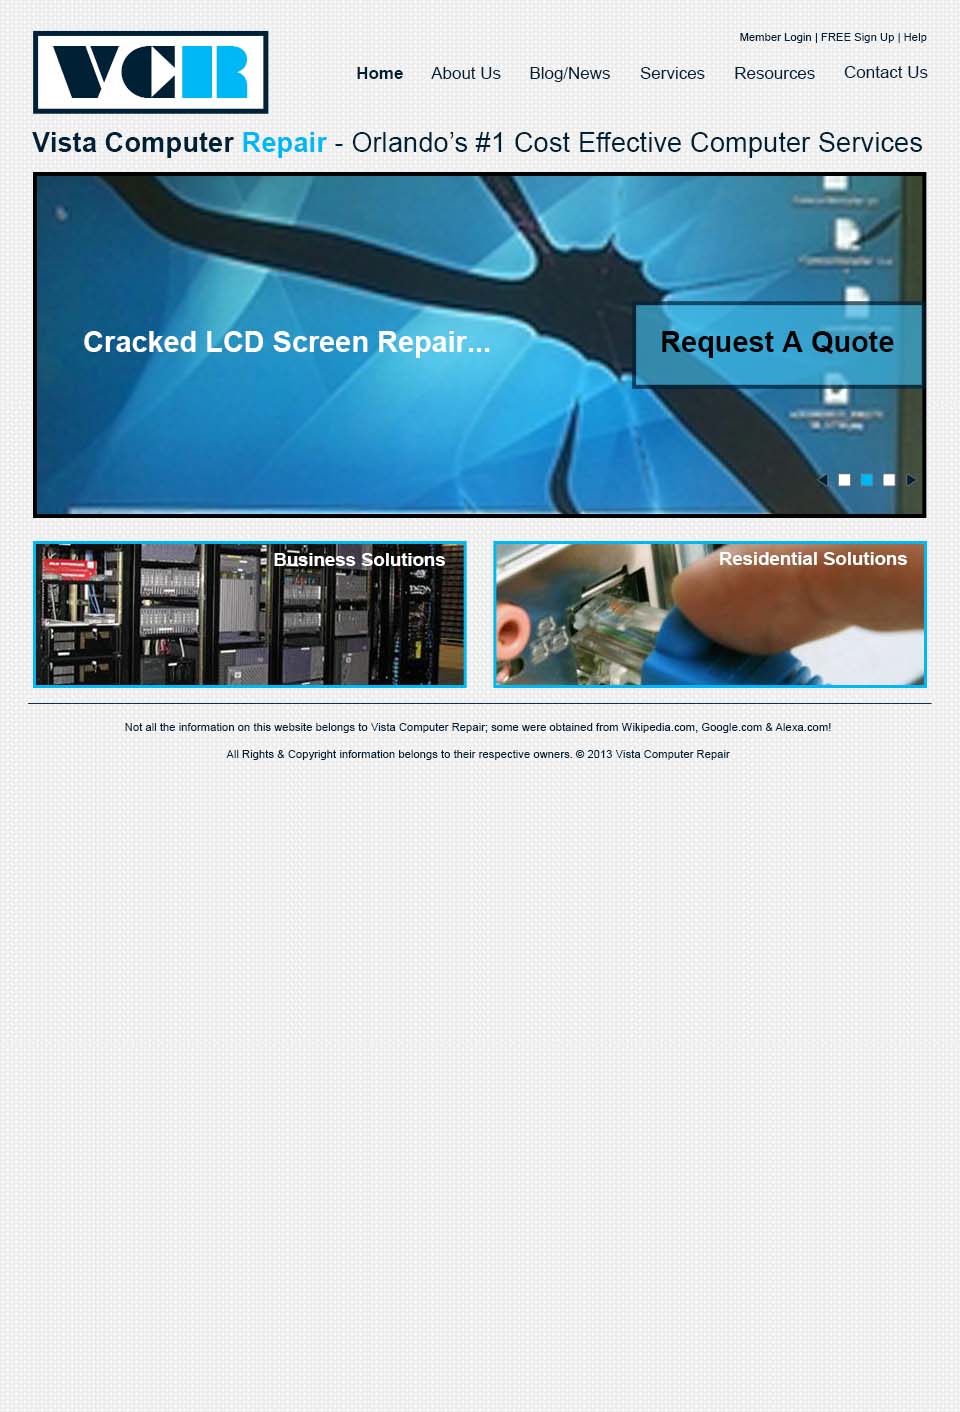 VCR
Member Login | FREE Sign Up | Help
Home About Us Blog/News Services Resources Contact Us
Vista Computer Repair - Orlando's #1 Cost Effective Computer Services
Cracked LCD Screen Repair...
Request A Quote
Business Solutions
Residential Solutions
Not all the information on this website belongs to Vista Computer Repair; some were obtained from Wikipedia.com, Google.com & Alexa.com!
All Rights & Copyright information belongs to their respective owners. © 2013 Vista Computer Repair